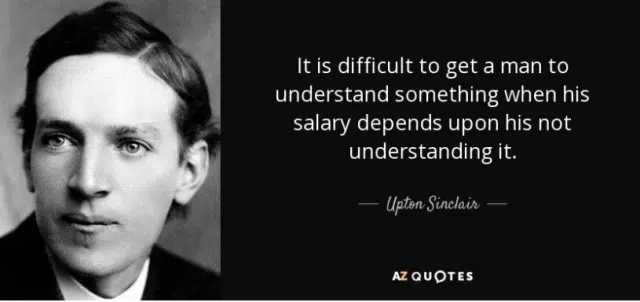 It is difficult to get a man to
understand something when his
salary depends upon his not
understanding it.
Upton Sinclair
AZ QUOTES